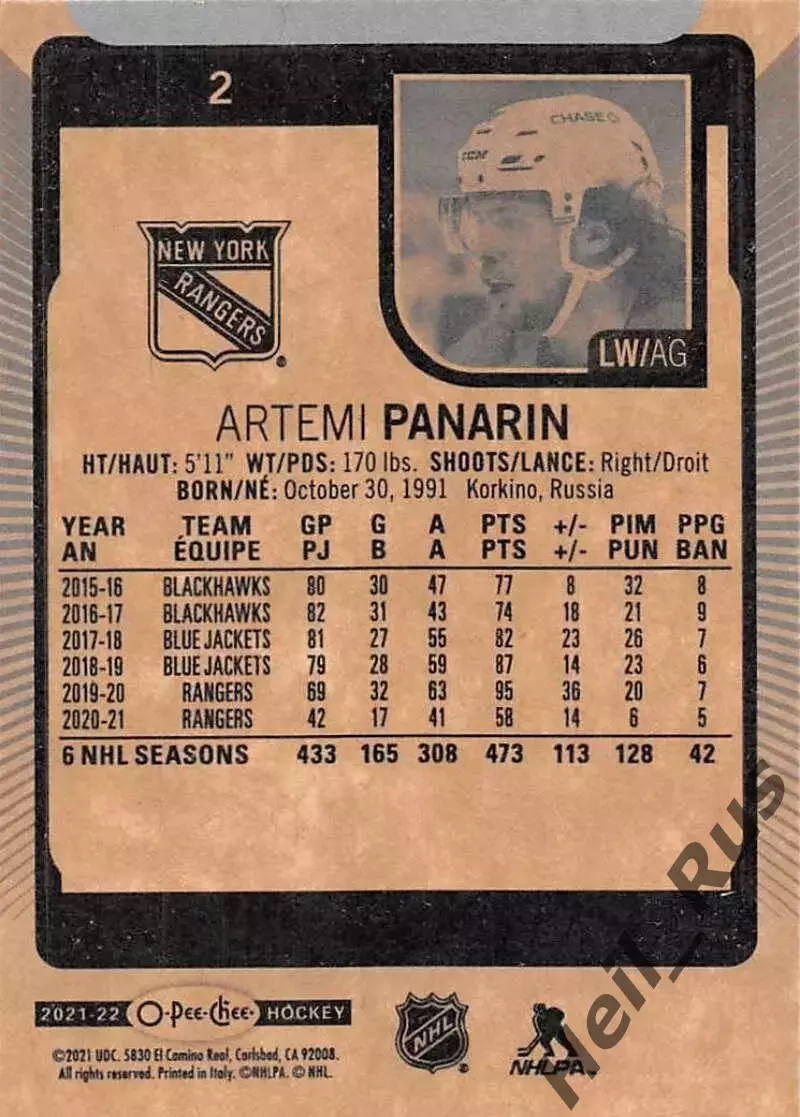 2
CHASE
CCM
NEW YORK
RANGERS
LW/AG
ARTEMI PANARIN
HT/HAUT: 5'11" WT/PDS: 170 lbs. SHOOTS/LANCE: Right/Droit
BORN/NÉ: October 30, 1991 Korkino, Russia
YEAR TEAM GP G A PTS +/- PIM PPG
AN ÉQUIPE PJ B A PTS +/- PUN BAN
2015-16 BLACKHAWKS 80 30 47 77 8 32 8
2016-17 BLACKHAWKS 82 31 43 74 18 21 9
2017-18 BLUE JACKETS 81 27 55 82 23 26 7
2018-19 BLUE JACKETS 79 28 59 87 14 23 6
2019-20 RANGERS 69 32 63 95 36 20 7
2020-21 RANGERS 42 17 41 58 14 6 5
6 NHL SEASONS 433 165 308 473 113 128 42
Neil_Rus
2021-22 O-Pee-Chee HOCKEY
NHL
NHLPA
©2021 UDC. 5830 El Camino Real, Carlsbad, CA 92008.
All rights reserved. Printed in Italy. ©NHLPA. © NHL.